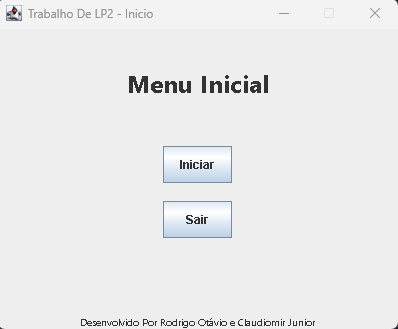 Trabalho De LP2 - Inicio
Menu Inicial
Iniciar
Sair
Desenvolvido Por Rodrigo Otávio e Claudiomir Junior